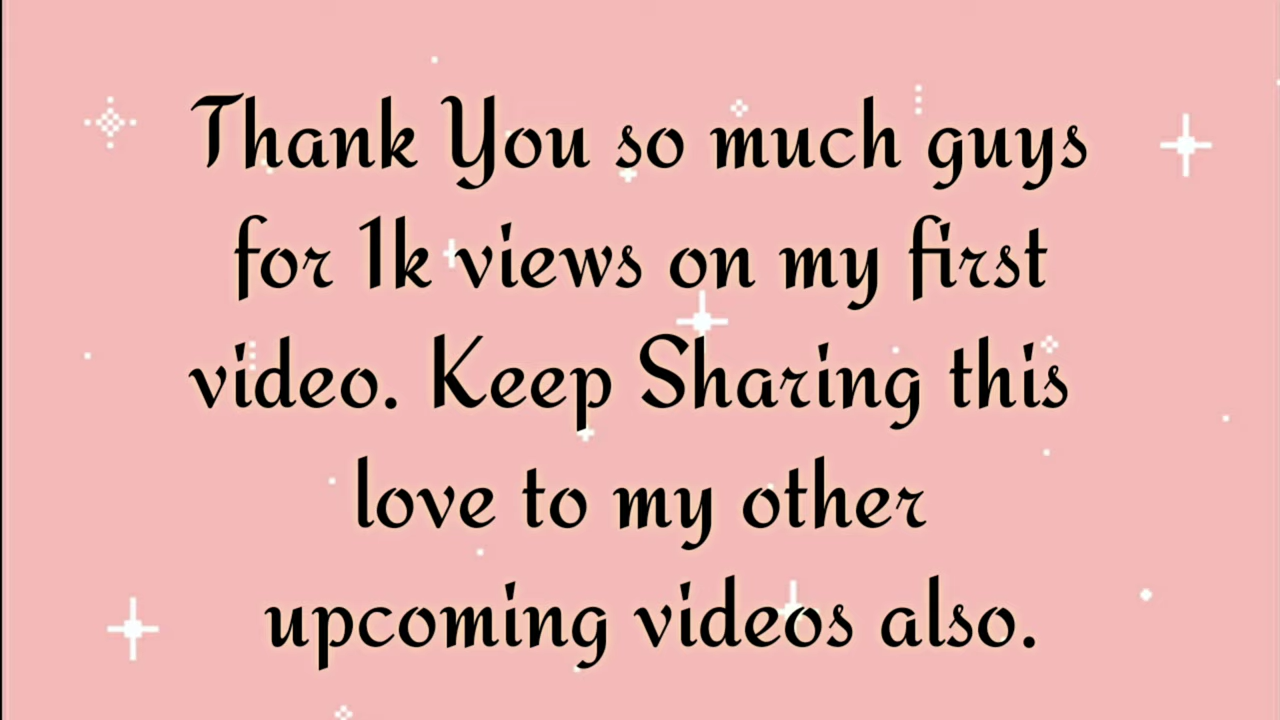 Thank You so much guys
for 1k views on my first
video. Keep Sharing this
love to my other
upcoming videos also.